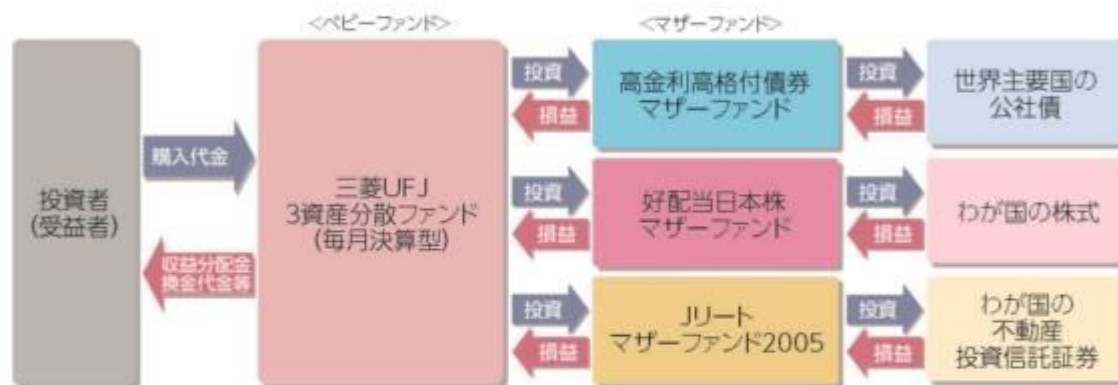 <ベビーファンド>
<マザーファンド>
投資者
(受益者)
購入代金
収益分配金
換金代金等
三菱UFJ
3資産分散ファンド
(毎月決算型)
投資
損益
高金利高格付債券
マザーファンド
投資
損益
世界主要国の
公社債
投資
損益
好配当日本株
マザーファンド
投資
損益
わが国の株式
投資
損益
Jリート
マザーファンド2005
投資
損益
わが国の
不動産
投資信託証券